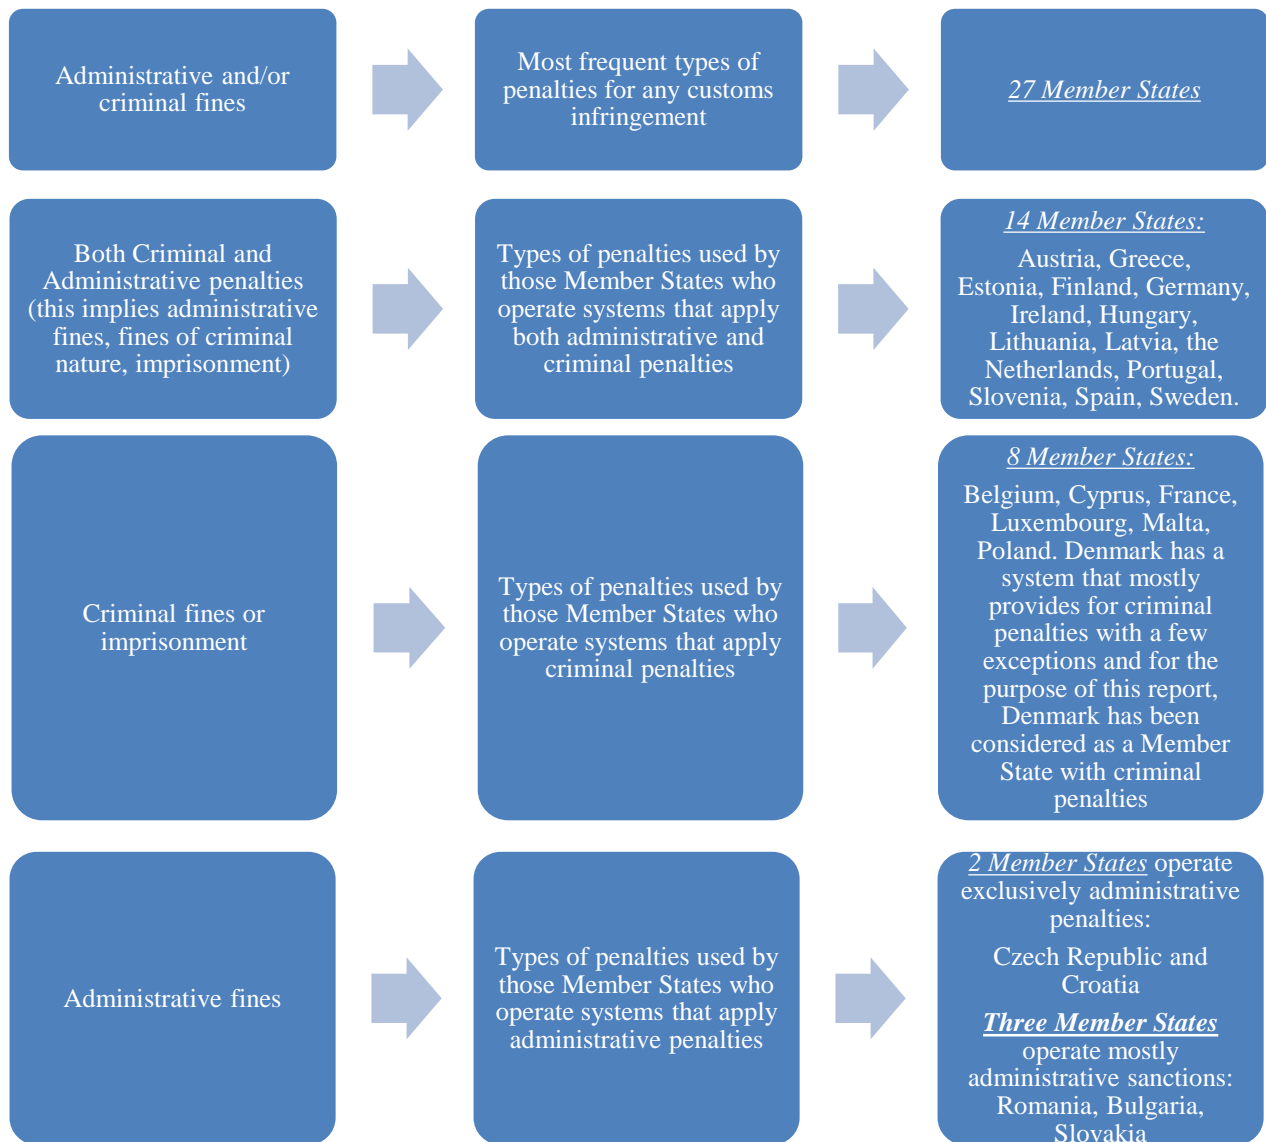 Administrative and/or
criminal fines
Most frequent types of
penalties for any customs
infringement
27 Member States
Both Criminal and
Administrative penalties
(this implies administrative
fines, fines of criminal
nature, imprisonment)
Types of penalties used by
those Member States who
operate systems that apply
both administrative and
criminal penalties
14 Member States:
Austria, Greece,
Estonia, Finland, Germany,
Ireland, Hungary,
Lithuania, Latvia, the
Netherlands, Portugal,
Slovenia, Spain, Sweden.
Criminal fines or
imprisonment
Types of penalties used by
those Member States who
operate systems that apply
criminal penalties
8 Member States:
Belgium, Cyprus, France,
Luxembourg, Malta,
Poland. Denmark has a
system that mostly
provides for criminal
penalties with a few
exceptions and for the
purpose of this report,
Denmark has been
considered as a Member
State with criminal
penalties
Administrative fines
Types of penalties used by
those Member States who
operate systems that apply
administrative penalties
2 Member States operate
exclusively administrative
penalties:
Czech Republic and
Croatia
Three Member States
operate mostly
administrative sanctions:
Romania, Bulgaria,
Slovakia